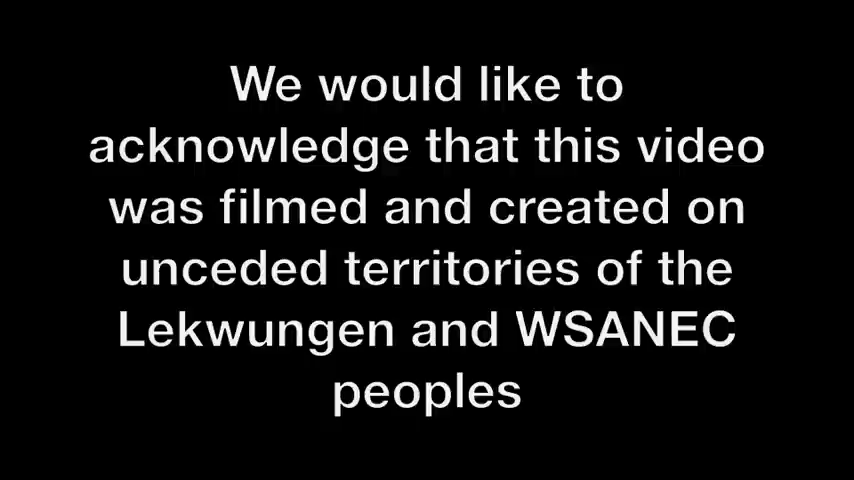 We would like to
acknowledge that this video
was filmed and created on
unceded territories of the
Lekwungen and WSANEC
peoples